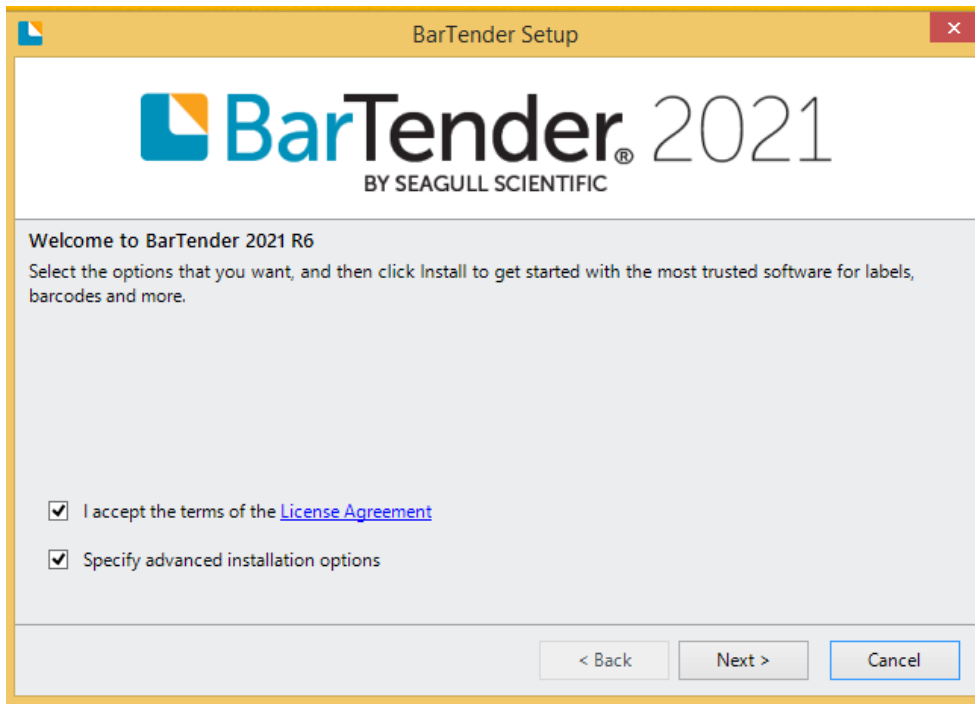 BarTender Setup
BarTender® 2021
BY SEAGULL SCIENTIFIC
Welcome to BarTender 2021 R6
Select the options that you want, and then click Install to get started with the most trusted software for labels,
barcodes and more.
I accept the terms of the License Agreement
Specify advanced installation options
< Back Next > Cancel